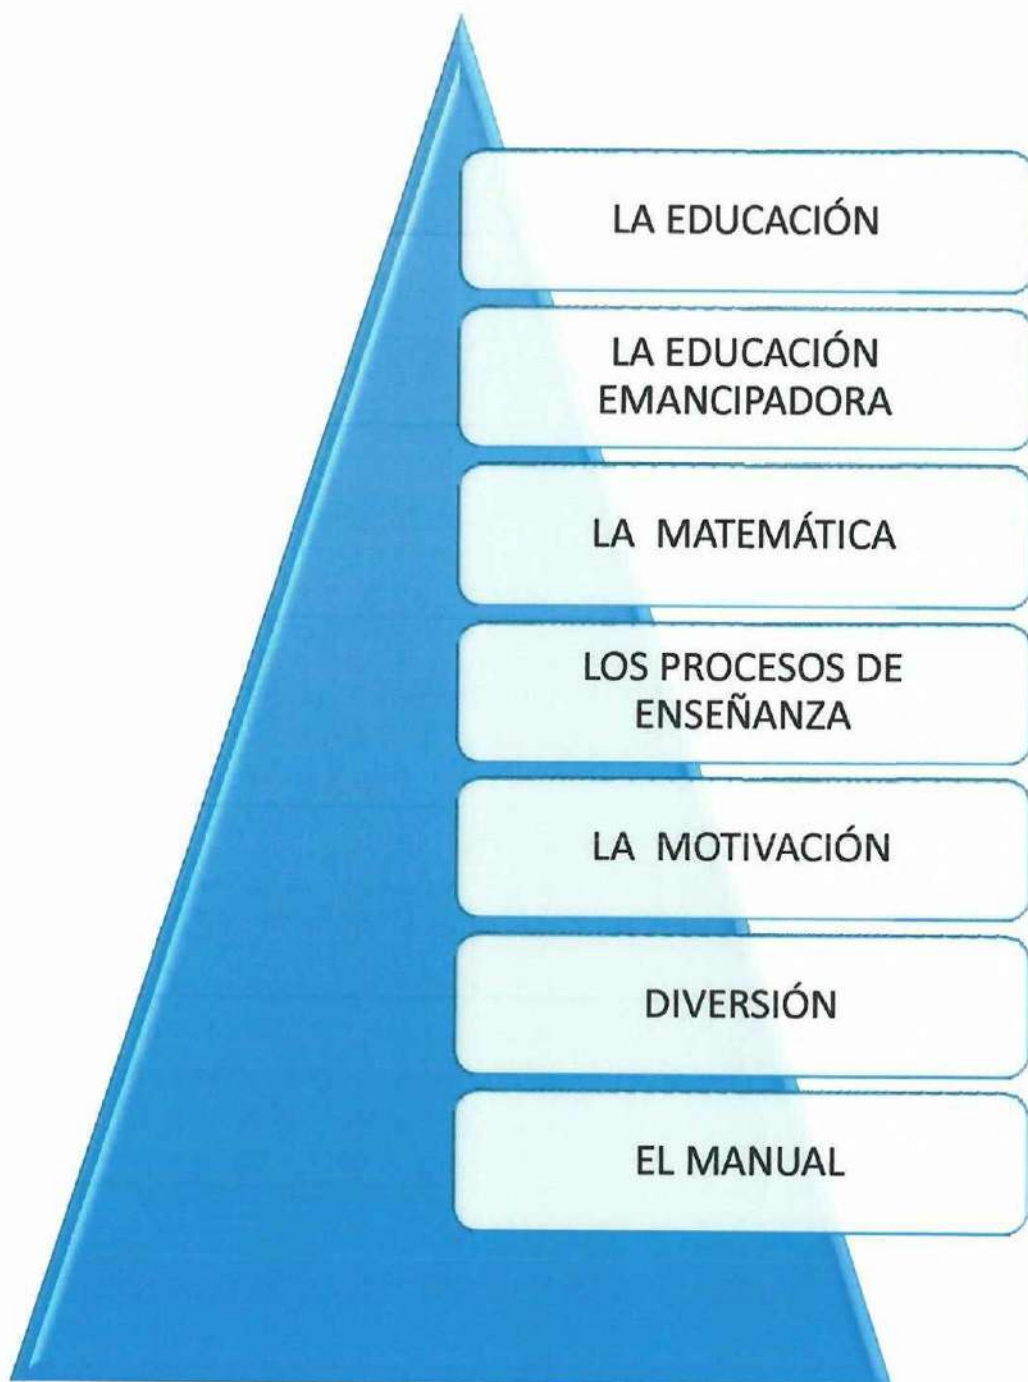 LA EDUCACIÓN
LA EDUCACIÓN
EMANCIPADORA
LA MATEMÁTICA
LOS PROCESOS DE
ENSEÑANZA
LA MOTIVACIÓN
DIVERSIÓN
EL MANUAL